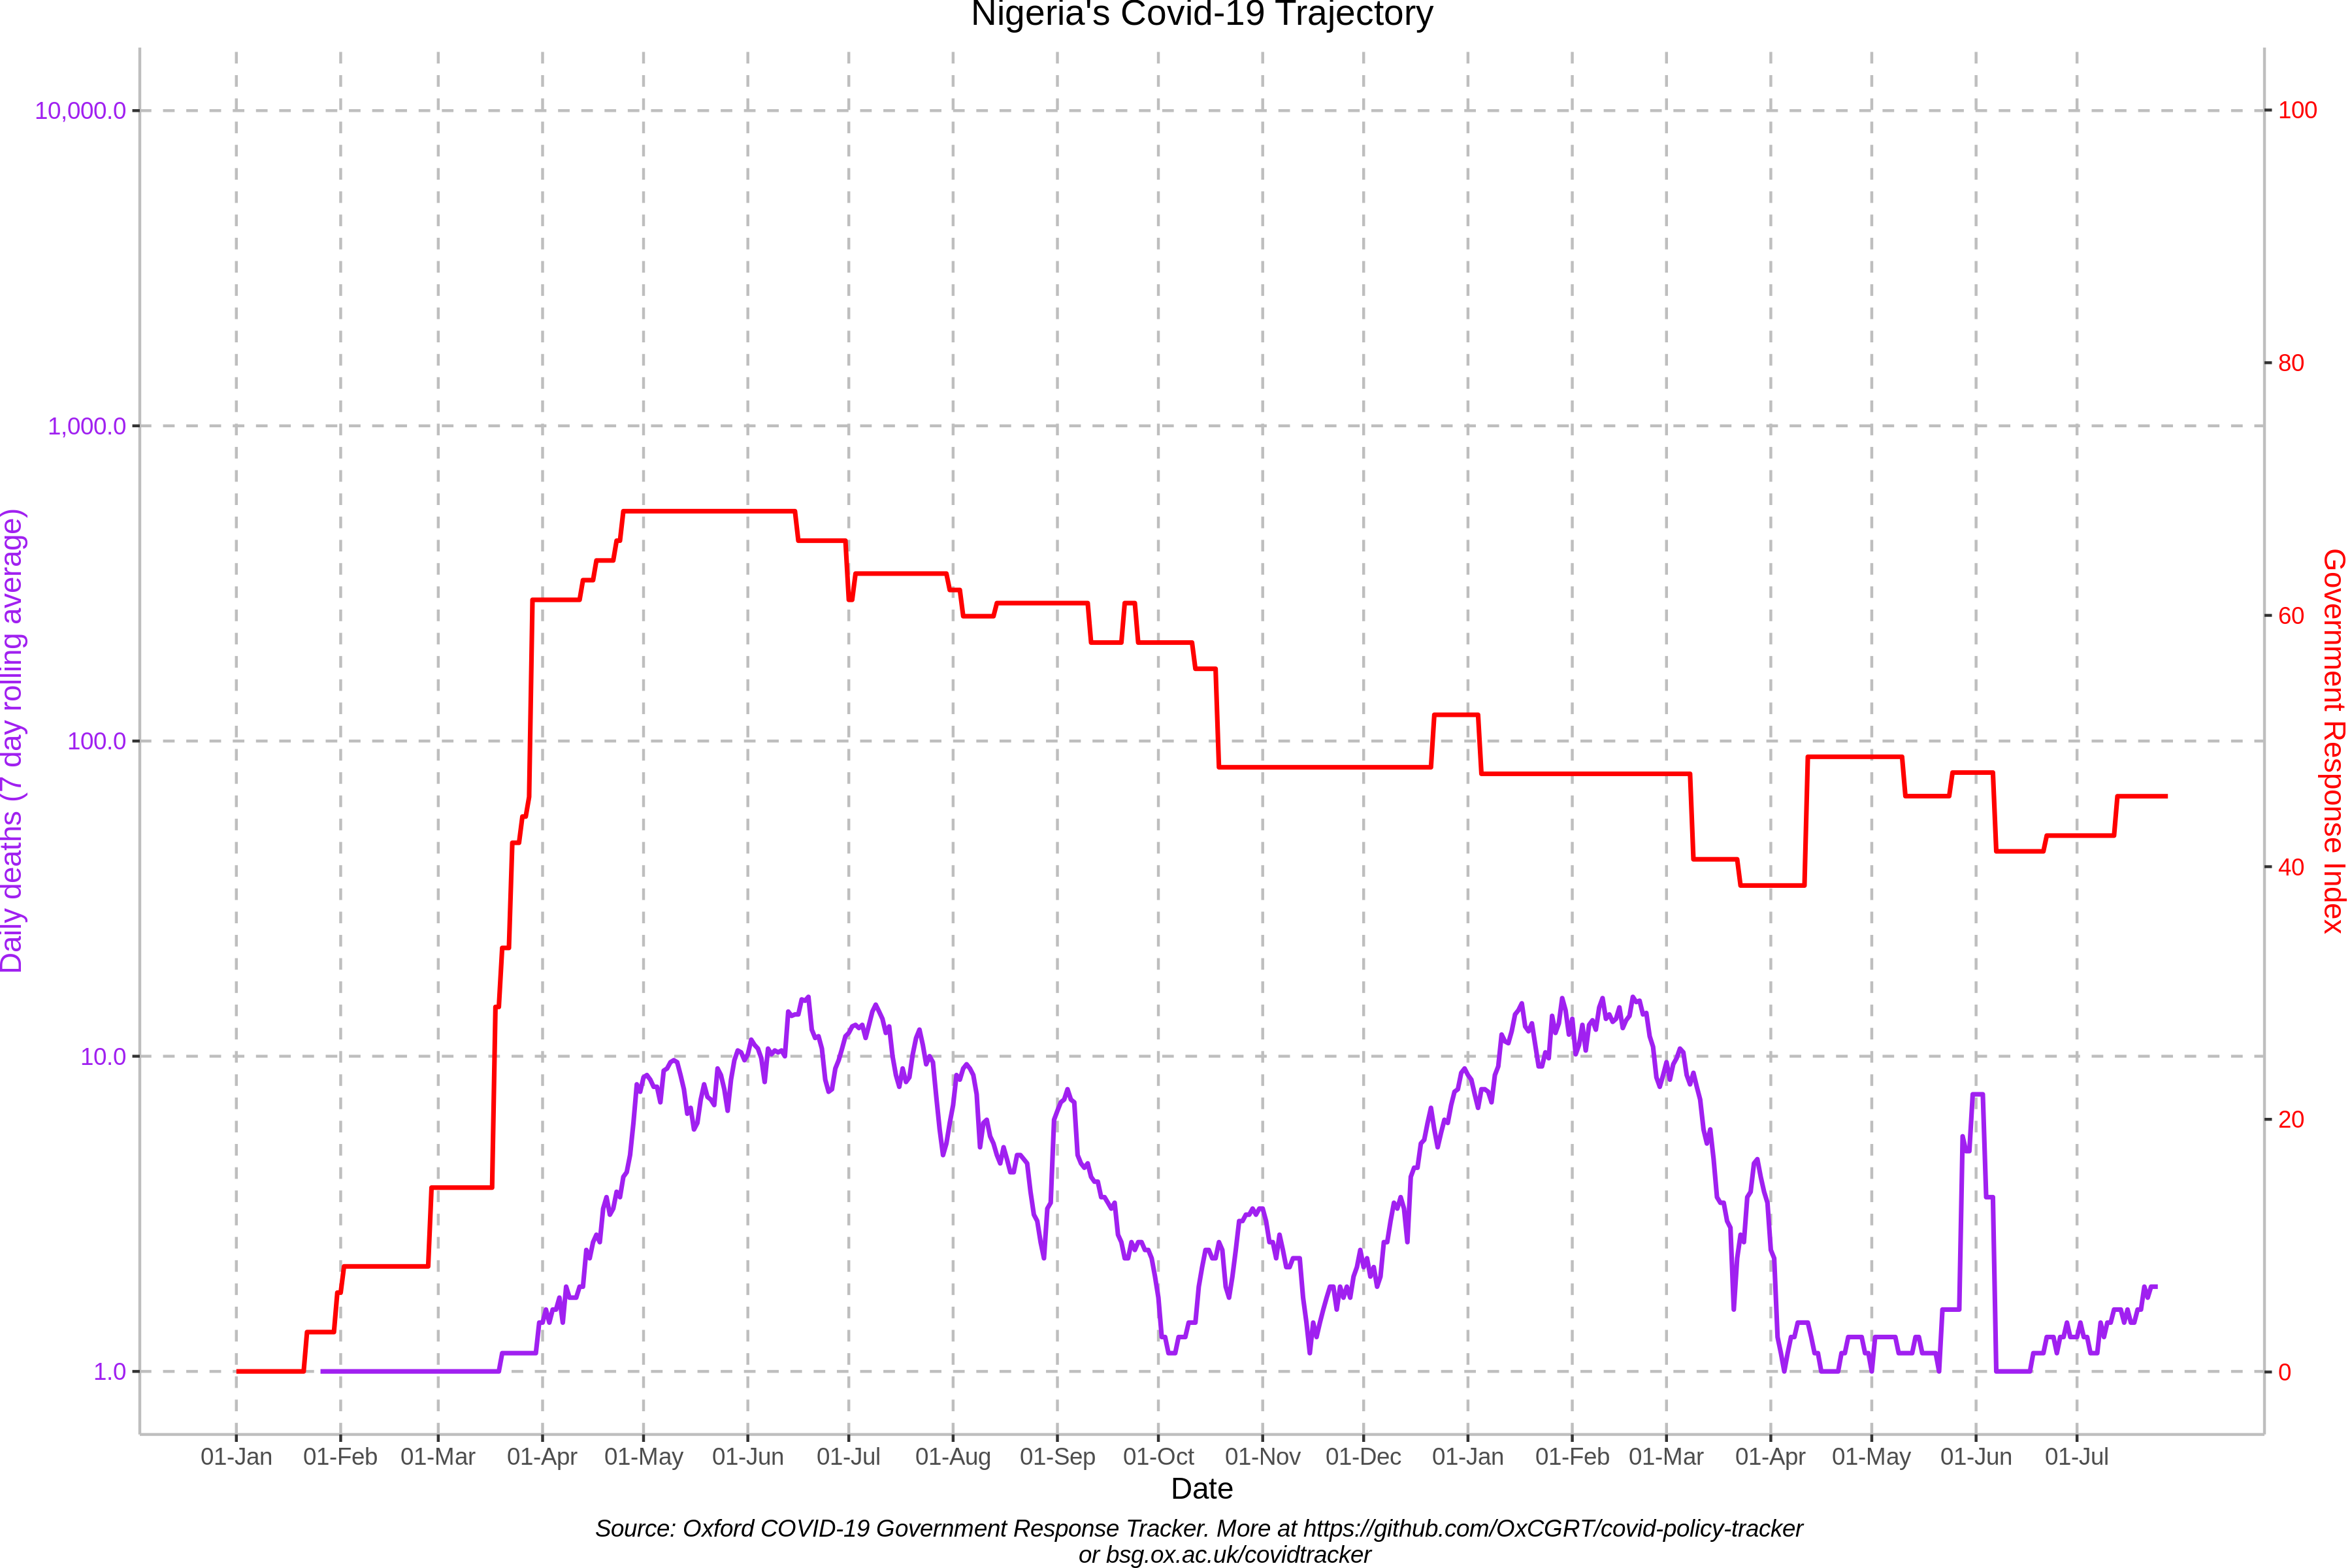 Nigeria's Covid-19 Trajectory
10,000.0
1,000.0
100.0
10.0
1.0
Daily deaths (7 day rolling average)
100
80
60
40
20
0
Government Response Index
01-Jan 01-Feb 01-Mar 01-Apr 01-May 01-Jun 01-Jul 01-Aug 01-Sep 01-Oct 01-Nov 01-Dec 01-Jan 01-Feb 01-Mar 01-Apr 01-May 01-Jun 01-Jul
Date
Source: Oxford COVID-19 Government Response Tracker. More at https://github.com/OxCGRT/covid-policy-tracker
or bsg.ox.ac.uk/covidtracker